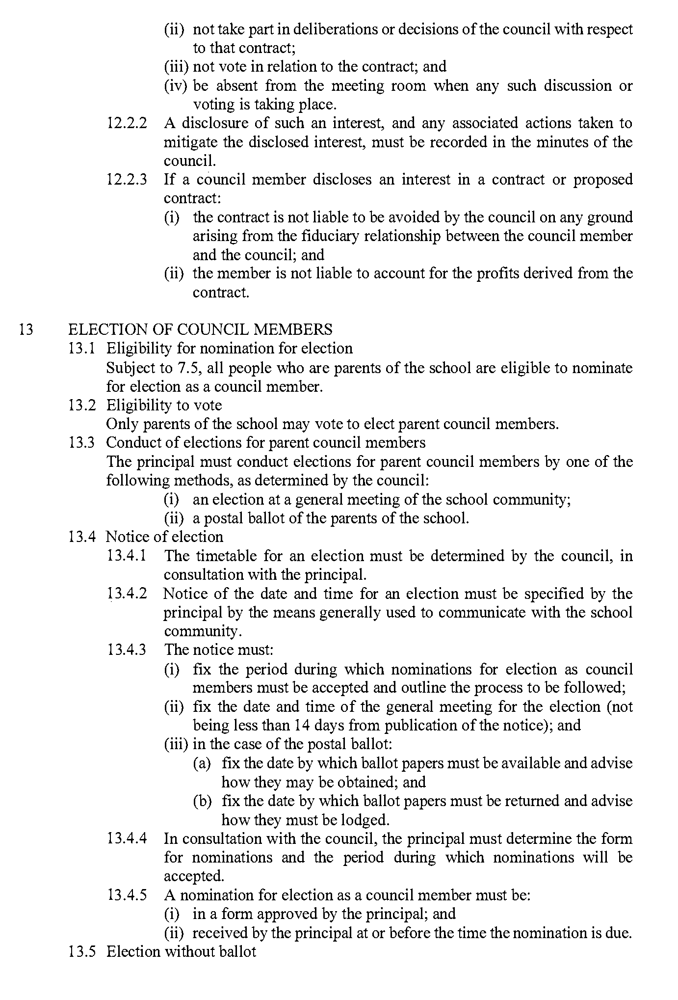 (ii) not take part in deliberations or decisions of the council with respect
to that contract;
(iii) not vote in relation to the contract; and
(iv) be absent from the meeting room when any such discussion or
voting is taking place.
12.2.2 A disclosure of such an interest, and any associated actions taken to
mitigate the disclosed interest, must be recorded in the minutes of the
council.
12.2.3 If a council member discloses an interest in a contract or proposed
contract:
(i) the contract is not liable to be avoided by the council on any ground
arising from the fiduciary relationship between the council member
and the council; and
(ii) the member is not liable to account for the profits derived from the
contract.
13 ELECTION OF COUNCIL MEMBERS
13.1 Eligibility for nomination for election
Subject to 7.5, all people who are parents of the school are eligible to nominate
for election as a council member.
13.2 Eligibility to vote
Only parents of the school may vote to elect parent council members.
13.3 Conduct of elections for parent council members
The principal must conduct elections for parent council members by one of the
following methods, as determined by the council:
(i) an election at a general meeting of the school community;
(ii) a postal ballot of the parents of the school.
13.4 Notice of election
13.4.1 The timetable for an election must be determined by the council, in
consultation with the principal.
13.4.2 Notice of the date and time for an election must be specified by the
principal by the means generally used to communicate with the school
community.
13.4.3 The notice must:
(i) fix the period during which nominations for election as council
members must be accepted and outline the process to be followed;
(ii) fix the date and time of the general meeting for the election (not
being less than 14 days from publication of the notice); and
(iii) in the case of the postal ballot:
(a) fix the date by which ballot papers must be available and advise
how they may be obtained; and
(b) fix the date by which ballot papers must be returned and advise
how they must be lodged.
13.4.4 In consultation with the council, the principal must determine the form
for nominations and the period during which nominations will be
accepted.
13.4.5 A nomination for election as a council member must be:
(i) in a form approved by the principal; and
(ii) received by the principal at or before the time the nomination is due.
13.5 Election without ballot